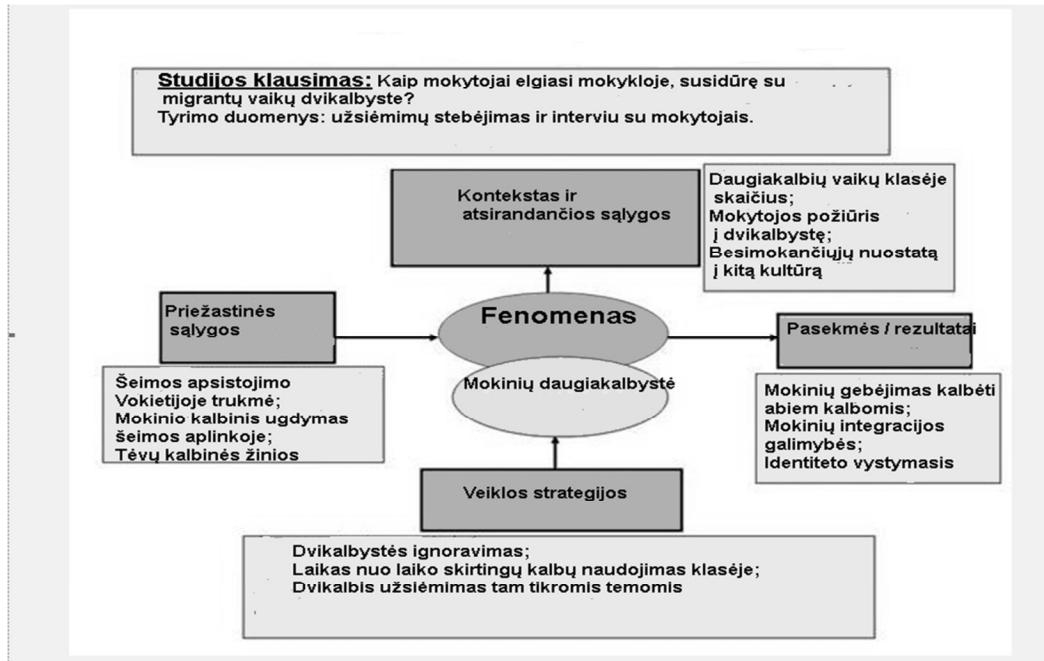 Studijos klausimas: Kaip mokytojai elgiasi mokykloje, susidūrę su
migrantų vaikų dvikalbyste?
Tyrimo duomenys: užsiėmimų stebėjimas ir interviu su mokytojais.
Kontekstas ir
atsirandančios sąlygos
Daugiakalbių vaikų klasėje
skaičius;
Mokytojos požiūris
į dvikalbystę;
Besimokančiųjų nuostatą
į kitą kultūrą
Priežastinės
sąlygos
Fenomenas
Pasekmės / rezultatai
Šeimos apsistojimo
Vokietijoje trukmė;
Mokinio kalbinis ugdymas
šeimos aplinkoje;
Tėvų kalbinės žinios
Mokinių daugiakalbystė
Mokinių gebėjimas kalbėti
abiem kalbomis;
Mokinių integracijos
galimybės;
Identiteto vystymasis
Veiklos strategijos
Dvikalbystės ignoravimas;
Laikas nuo laiko skirtingų kalbų naudojimas klasėje;
Dvikalbis užsiėmimas tam tikromis temomis